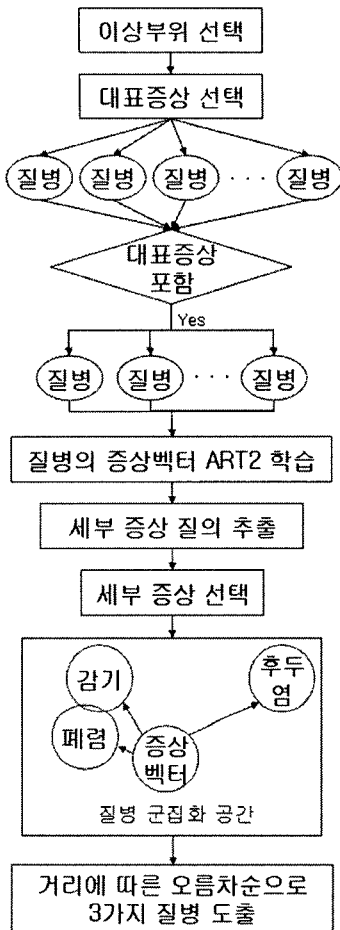 이상부위 선택
대표증상 선택
질병 질병 질병 · · · 질병
대표증상
포함
Yes
질병 질병 · · · 질병
질병의 증상벡터 ART2 학습
세부 증상 질의 추출
세부 증상 선택
감기
후두
염
폐렴
증상
벡터
질병 군집화 공간
거리에 따른 오름차순으로
3가지 질병 도출